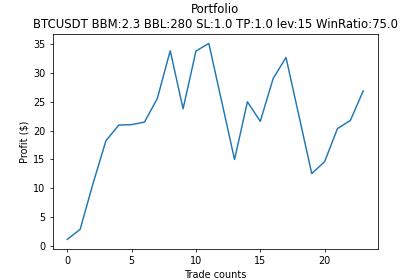 Portfolio
BTCUSDT BBM:2.3 BBL:280 SL:1.0 TP:1.0 lev:15 WinRatio:75.0
35
30
25
20
15
10
5
0
Profit ($)
0 5 10 15 20
Trade counts